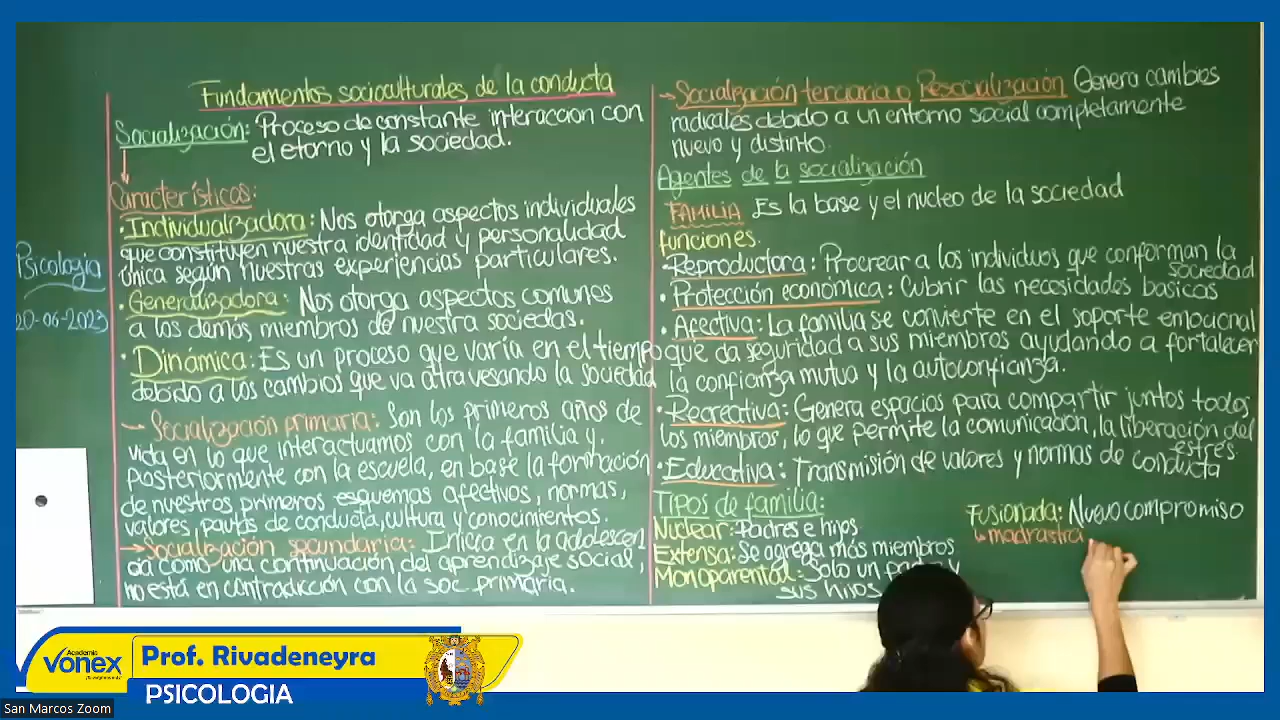 Psicologia
20-06-2023
Fundamentos socioculturales de la conducta
Socialización: Proceso de constante interaccion con
el etorno y la sociedad.
Características:
• Individualizadora: Nos otorga aspectos individuales
que constituyen nuestra identidad y personalidad
única según nuestras experiencias particulares.
• Generalizadora: Nos otorga aspectos comunes
a los demás miembros de nuestra sociedas.
• Dinámica: Es un proceso que varía en el tiempo
debido a los cambios que va atravesando la sociedad
→ Socialización primaria: Son los primeros años de
vida en lo que interactuamos con la familia y
posteriormente con la escuela, en base la formación
de nuestros primeros esquemas afectivos, normas,
valores, pautas de conducta, cultura y conocimientos.
→ Socialización secundaria: Inicia en la adolescen
cia como una continuación del aprendizaje social,
no está en contradicción con la soc. primaria.
→ Socialización terciaria o Resocialización Genera cambios
radicales debido a un entorno social completamente
nuevo y distinto.
Agentes de la socialización
FAMILIA Es la base y el nucleo de la sociedad
funciones.
• Reproductora: Procrear a los individuos que conforman la
sociedad
• Protección económica: Cubrir las necesidades basicas
• Afectiva: La familia se convierte en el soporte emocional
que da seguridad a sus miembros ayudando a fortalecer
la confianza mutua y la autoconfianza.
• Recreativa: Genera espacios para compartir juntos todos
los miembros, lo que permite la comunicación, la liberación del
estrés.
• Educativa: Transmisión de valores y normas de conducta
Tipos de familia:
Nuclear: Padres e hijos.
Extensa: Se agrega más miembros
Monoparental: Solo un padre y
sus hijos
Fusionada: Nuevo compromiso
↳ madrastra
Academia
vonex
Prof. Rivadeneyra
PSICOLOGIA
San Marcos Zoom